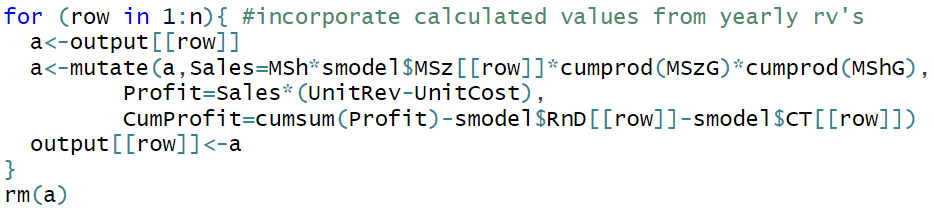 for (row in 1:n){ #incorporate calculated values from yearly rv's
  a<-output[[row]]
  a<-mutate(a,Sales=MSh*smodel$MSz[[row]]*cumprod(MSzG)*cumprod(MShG),
         Profit=Sales*(UnitRev-UnitCost),
         CumProfit=cumsum(Profit)-smodel$RnD[[row]]-smodel$CT[[row]])
  output[[row]]<-a
}
rm(a)